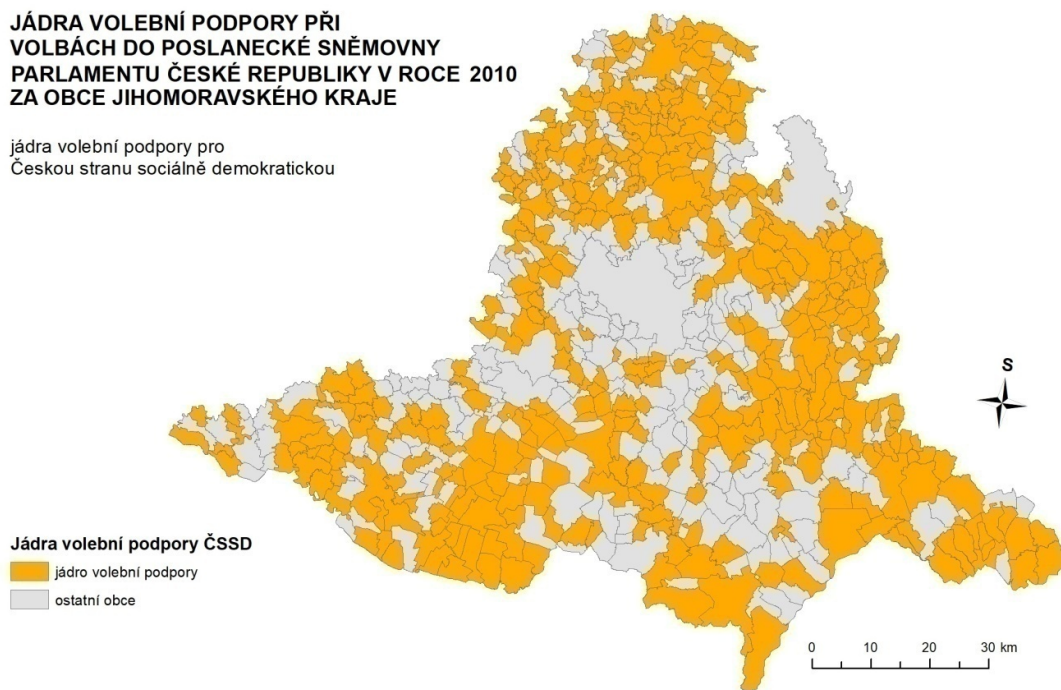 JÁDRA VOLEBNÍ PODPORY PŘI
VOLBÁCH DO POSLANECKÉ SNĚMOVNY
PARLAMENTU ČESKÉ REPUBLIKY V ROCE 2010
ZA OBCE JIHOMORAVSKÉHO KRAJE
jádra volební podpory pro
Českou stranu sociálně demokratickou
S
Jádra volební podpory ČSSD
jádro volební podpory
ostatní obce
0 10 20 30 km